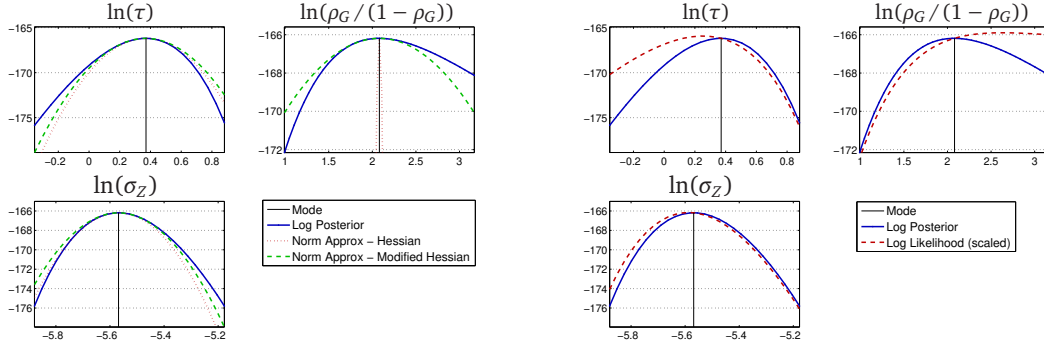 ln(τ)
−165
−170
−175
−0.2 0 0.2 0.4 0.6 0.8
ln(ρ_G/(1−ρ_G))
−166
−168
−170
−172
1 1.5 2 2.5 3
ln(σ_Z)
−166
−168
−170
−172
−174
−176
−5.8 −5.6 −5.4 −5.2
Mode
Log Posterior
Norm Approx − Hessian
Norm Approx − Modified Hessian
ln(τ)
−165
−170
−175
−0.2 0 0.2 0.4 0.6 0.8
ln(ρ_G/(1−ρ_G))
−166
−168
−170
−172
1 1.5 2 2.5 3
ln(σ_Z)
−166
−168
−170
−172
−174
−176
−5.8 −5.6 −5.4 −5.2
Mode
Log Posterior
Log Likelihood (scaled)